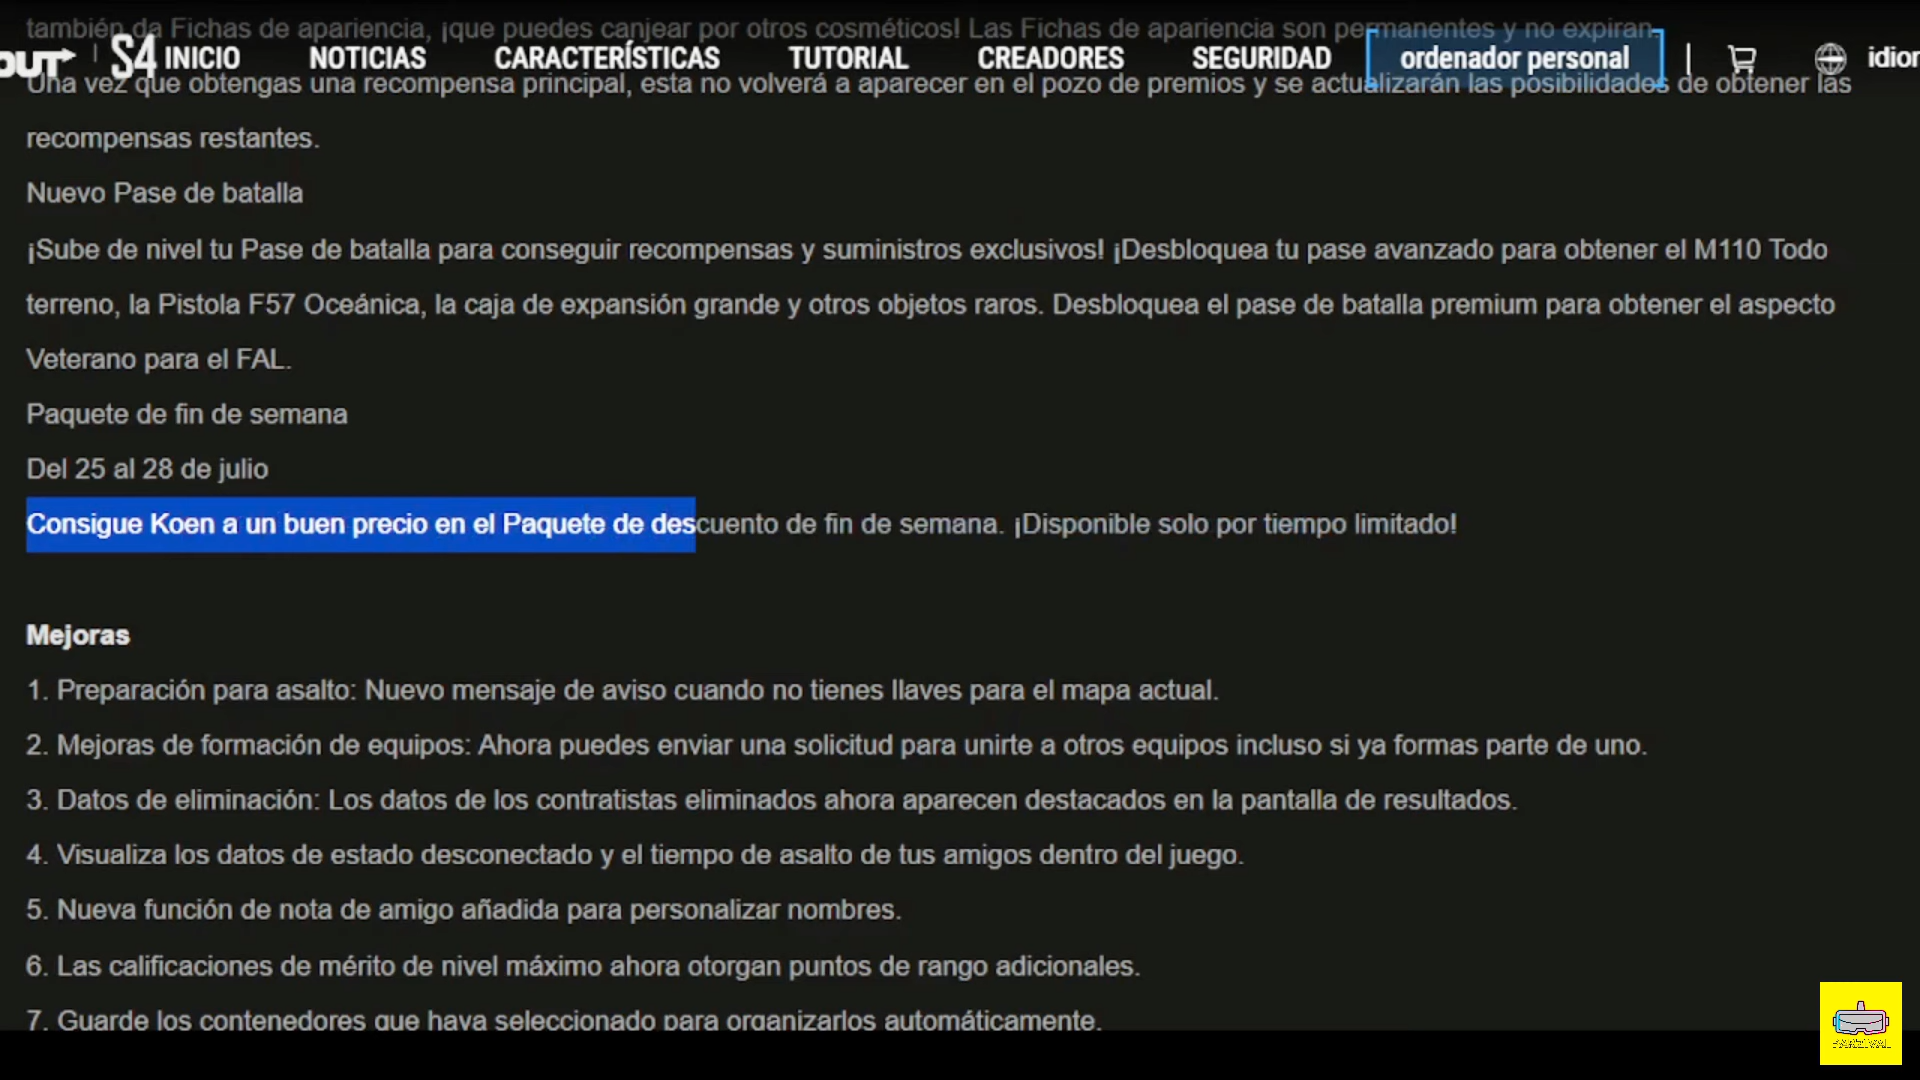 también da Fichas de apariencia, ¡que puedes canjear por otros cosméticos! Las Fichas de apariencia son permanentes y no expiran.
OUT | S4 INICIO NOTICIAS CARACTERÍSTICAS TUTORIAL CREADORES SEGURIDAD ordenador personal | idior
Una vez que obtengas una recompensa principal, esta no volverá a aparecer en el pozo de premios y se actualizarán las posibilidades de obtener las
recompensas restantes.
Nuevo Pase de batalla
¡Sube de nivel tu Pase de batalla para conseguir recompensas y suministros exclusivos! ¡Desbloquea tu pase avanzado para obtener el M110 Todo
terreno, la Pistola F57 Oceánica, la caja de expansión grande y otros objetos raros. Desbloquea el pase de batalla premium para obtener el aspecto
Veterano para el FAL.
Paquete de fin de semana
Del 25 al 28 de julio
Consigue Koen a un buen precio en el Paquete de descuento de fin de semana. ¡Disponible solo por tiempo limitado!
Mejoras
1. Preparación para asalto: Nuevo mensaje de aviso cuando no tienes llaves para el mapa actual.
2. Mejoras de formación de equipos: Ahora puedes enviar una solicitud para unirte a otros equipos incluso si ya formas parte de uno.
3. Datos de eliminación: Los datos de los contratistas eliminados ahora aparecen destacados en la pantalla de resultados.
4. Visualiza los datos de estado desconectado y el tiempo de asalto de tus amigos dentro del juego.
5. Nueva función de nota de amigo añadida para personalizar nombres.
6. Las calificaciones de mérito de nivel máximo ahora otorgan puntos de rango adicionales.
7. Guarde los contenedores que haya seleccionado para organizarlos automáticamente.
PARZIVAL